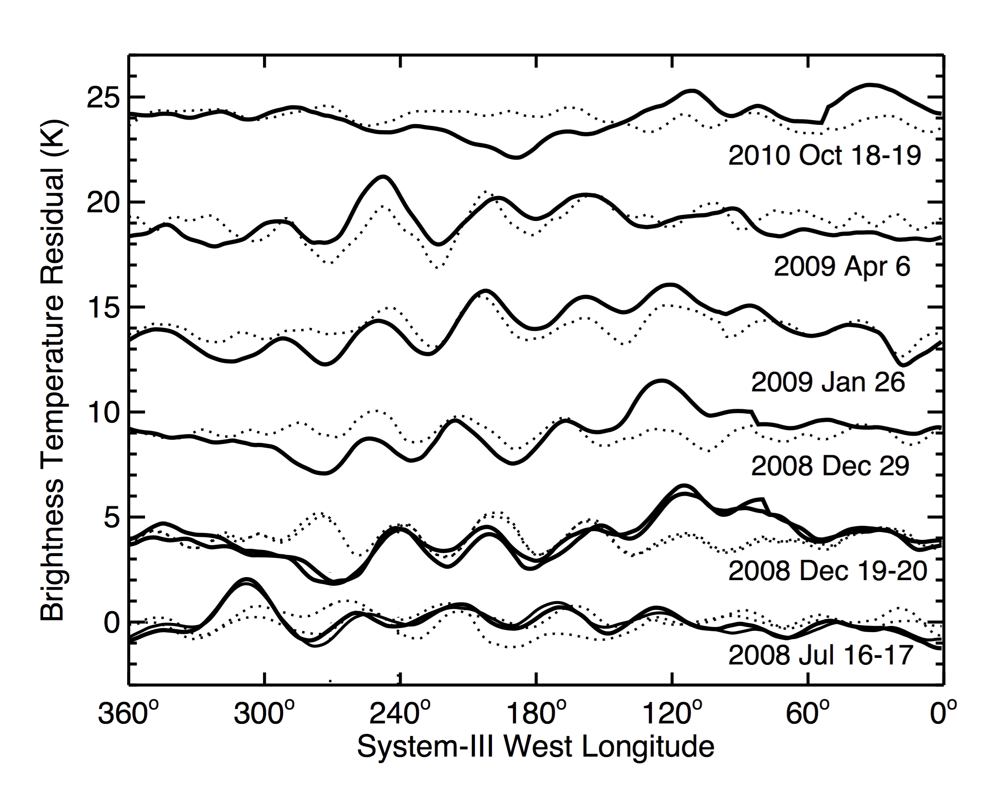 25
20
15
10
5
0
Brightness Temperature Residual (K)
2010 Oct 18-19
2009 Apr 6
2009 Jan 26
2008 Dec 29
2008 Dec 19-20
2008 Jul 16-17
360° 300° 240° 180° 120° 60° 0°
System-III West Longitude